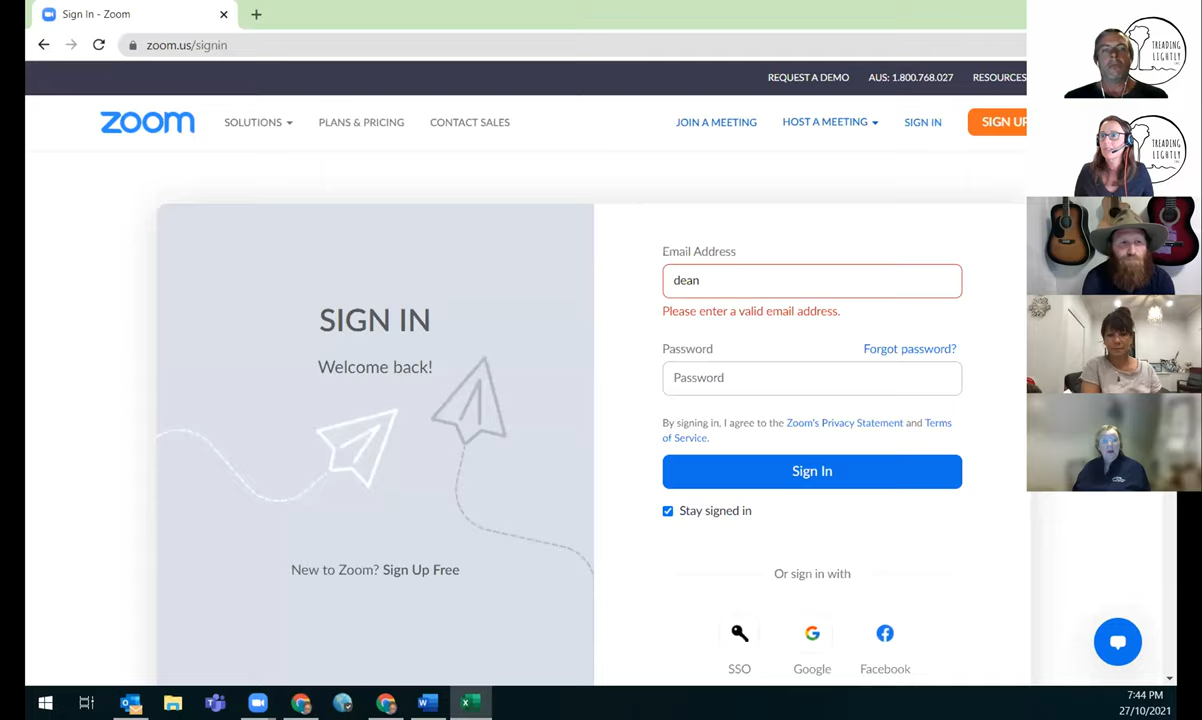 Sign In - Zoom
zoom.us/signin
REQUEST A DEMO AUS: 1.800.768.027 RESOURCES
zoom SOLUTIONS PLANS & PRICING CONTACT SALES JOIN A MEETING HOST A MEETING SIGN IN SIGN UP
TREADING
LIGHTLY
TREADING
LIGHTLY
SIGN IN
Welcome back!
New to Zoom? Sign Up Free
Email Address
dean
Please enter a valid email address.
Password Forgot password?
Password
By signing in, I agree to the Zoom's Privacy Statement and Terms
of Service.
Sign In
Stay signed in
Or sign in with
SSO Google Facebook
7:44 PM
27/10/2021